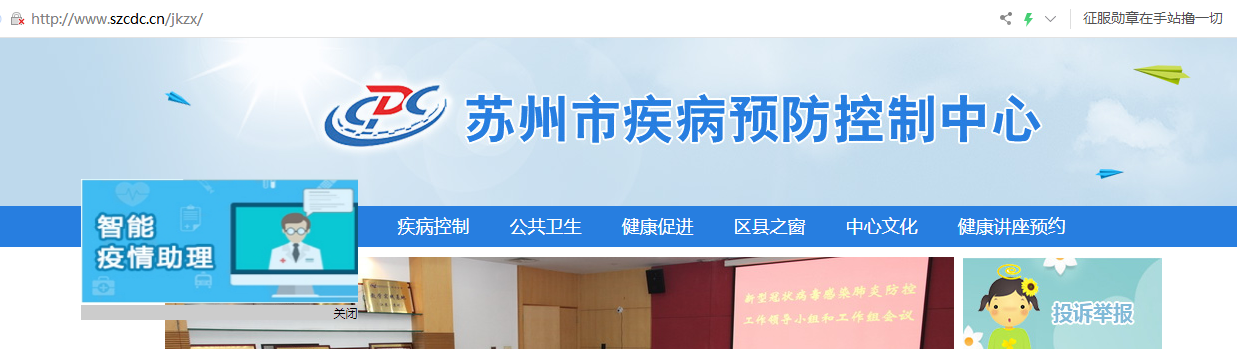 http://www.szcdc.cn/jkzx/
征服勋章在手站撸一切
CDC 苏州市疾病预防控制中心
疾病控制 公共卫生 健康促进 区县之窗 中心文化 健康讲座预约
智能
疫情助理
关闭
新型冠状病毒感染肺炎防控
工作领导小组和工作组会议
投诉举报